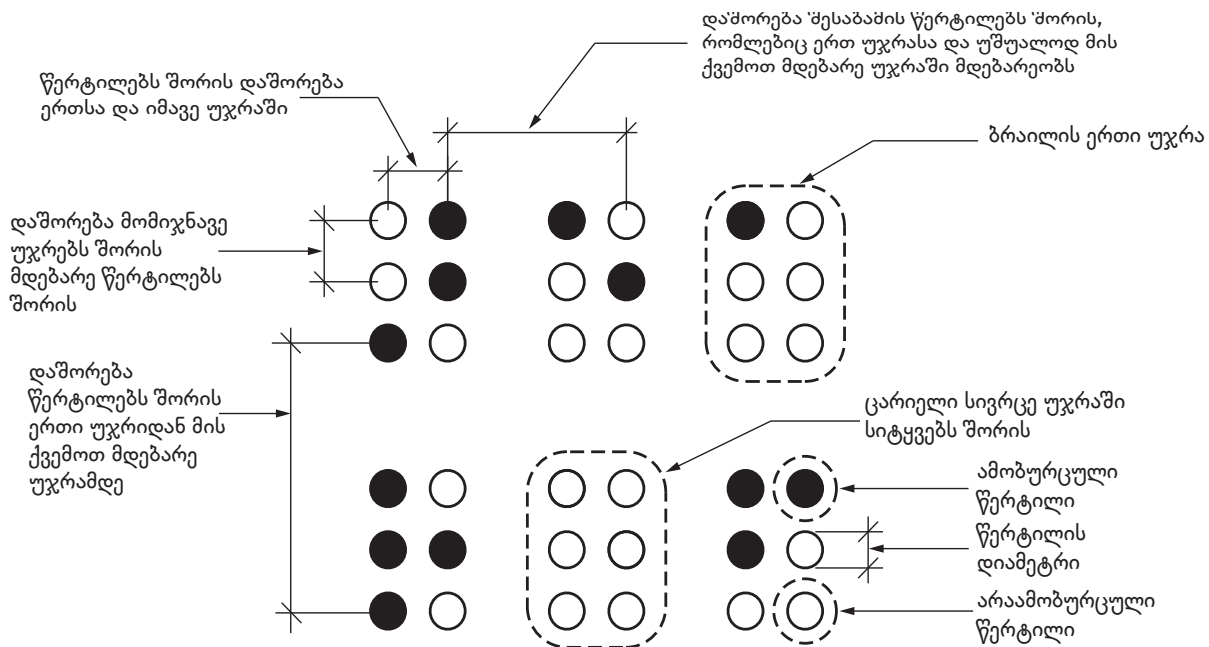 დაშორება შესაბამის წერტილებს შორის,
რომლებიც ერთ უჯრასა და უშუალოდ მის
ქვემოთ მდებარე უჯრაში მდებარეობს
წერტილებს შორის დაშორება
ერთსა და იმავე უჯრაში
ბრაილის ერთი უჯრა
დაშორება მომიჯნავე
უჯრებს შორის
მდებარე წერტილებს
შორის
დაშორება
წერტილებს შორის
ერთი უჯრიდან მის
ქვემოთ მდებარე
უჯრამდე
ცარიელი სივრცე უჯრაში
სიტყვებს შორის
ამობურცული
წერტილი
წერტილის
დიამეტრი
არაამობურცული
წერტილი